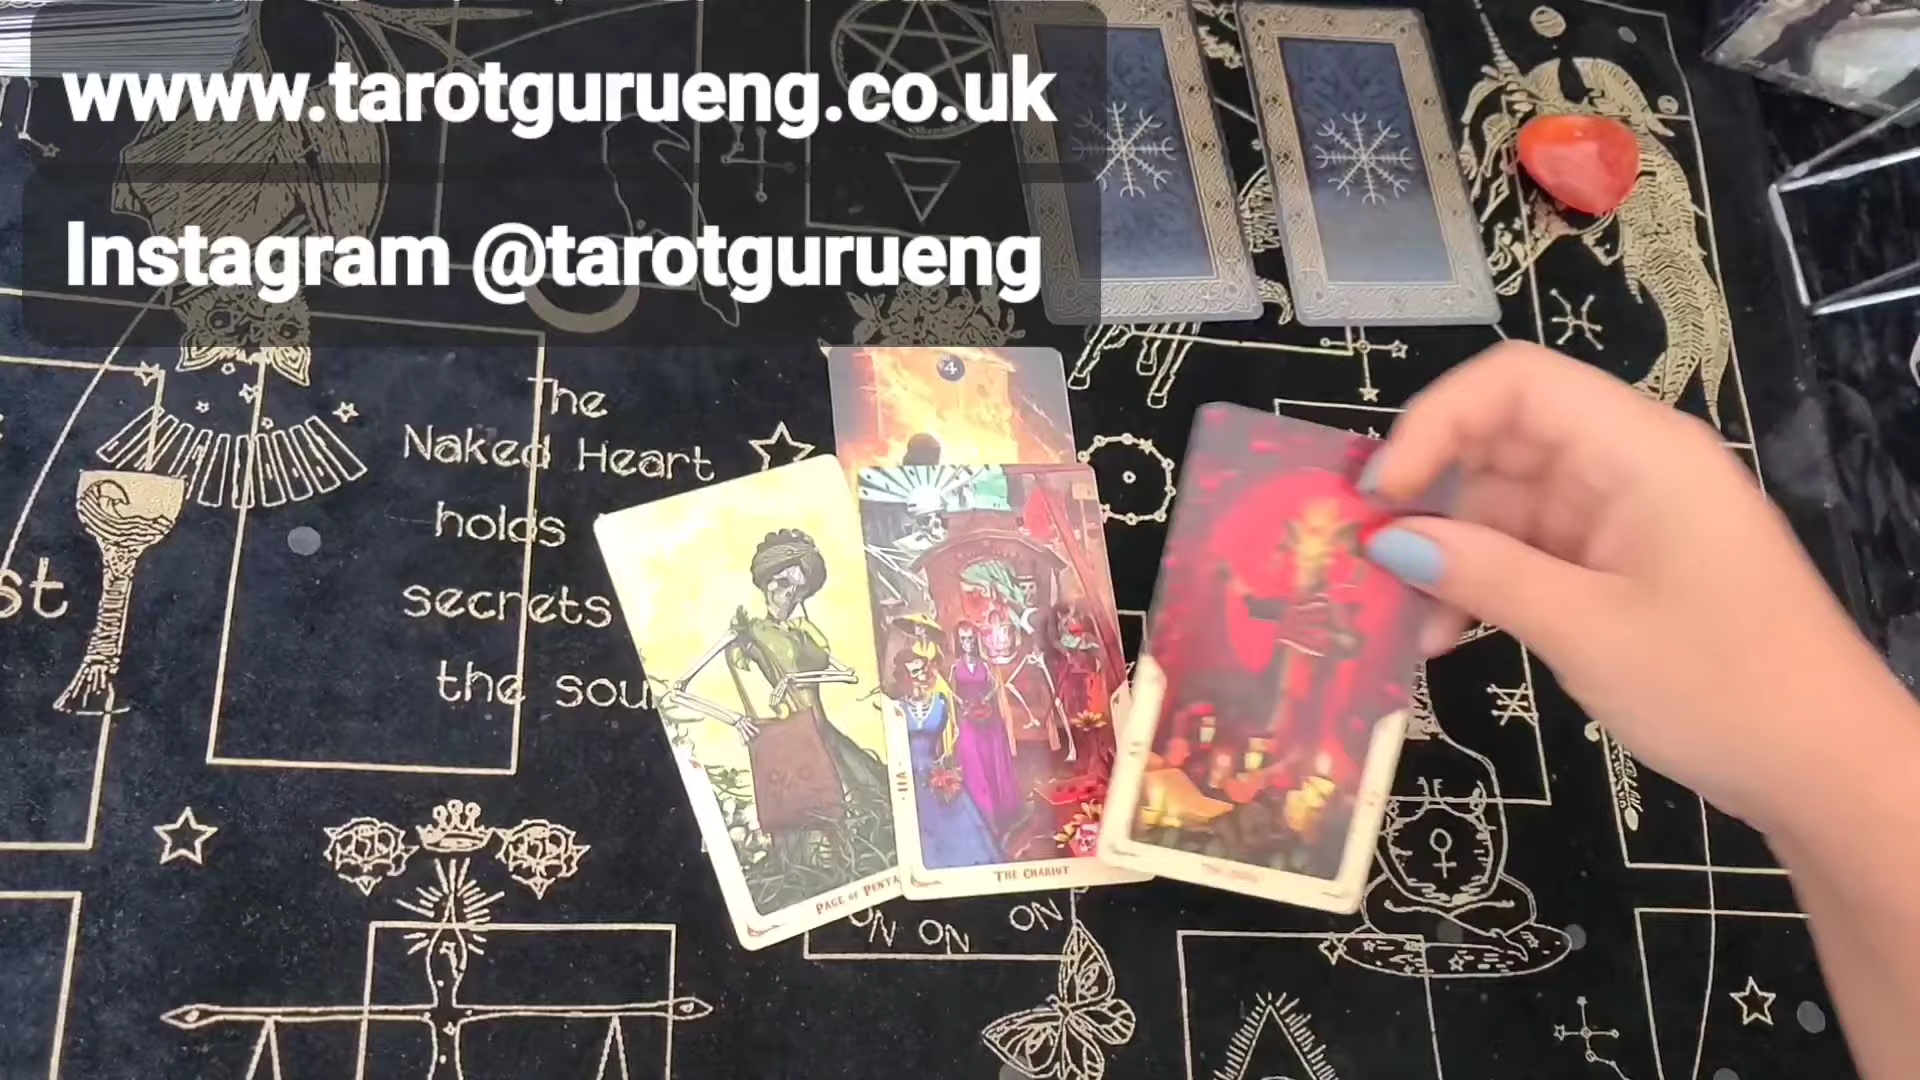 www.tarotgurueng.co.uk
Instagram @tarotgurueng
4
The
Naked Heart
holds
secrets
the sou
st
PAGE OF PENTA
VII
THE CHARIOT
ON ON ON